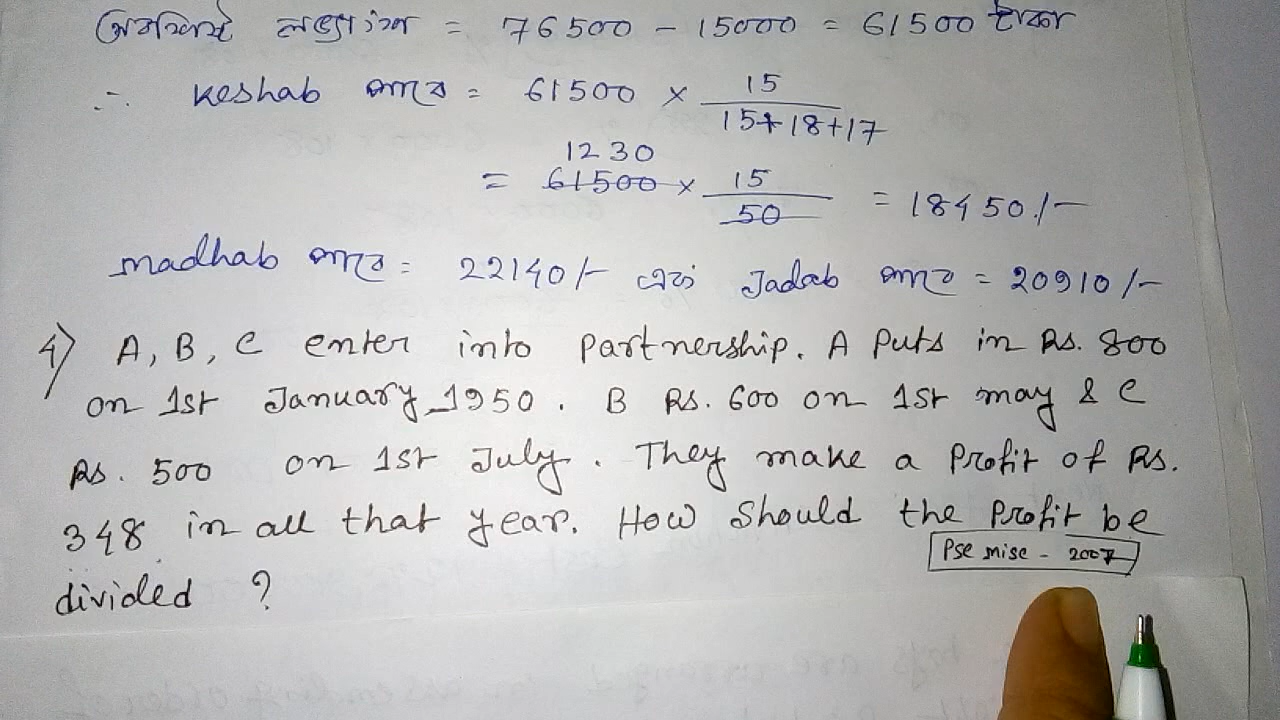 অবশিষ্ট লভ্যাংশ = 76500 - 15000 = 61500 টাকা
∴ Keshab পাবে = 61500 × 15 / 15+18+17
1230
= 61500 × 15 / 50 = 18450/-
Madhab পাবে = 22140/- এবং Jadab পাবে = 20910/-
4) A, B, C enter into partnership. A puts in Rs. 800
on 1st January 1950. B Rs. 600 on 1st may & C
Rs. 500 on 1st July. They make a Profit of Rs.
348 in all that year. How should the Profit be
Psc misc - 2007
divided ?